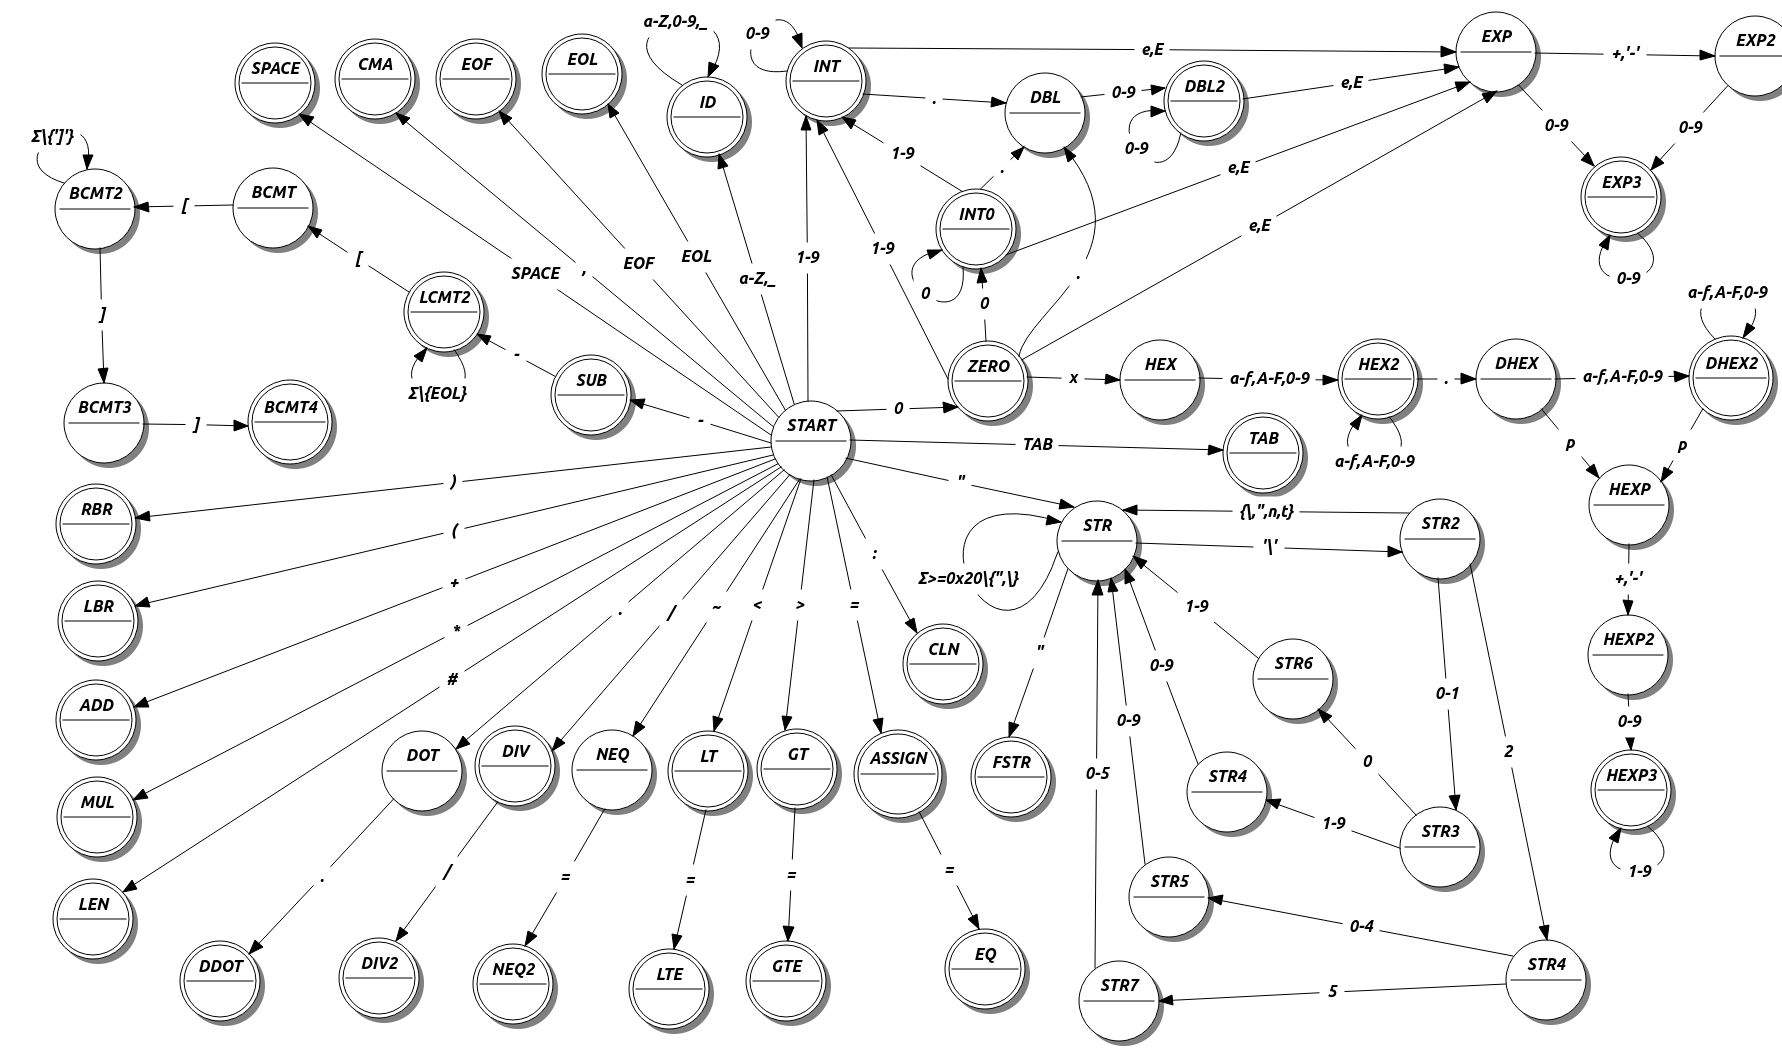 a-Z,0-9,_
0-9
SPACE
CMA
EOF
EOL
ID
INT
e,E
EXP
+,'-'
EXP2
.
DBL
0-9
DBL2
e,E
0-9
0-9
0-9
Σ\{']'}
BCMT2
[
BCMT
1-9
.
e,E
EXP3
INT0
[
SPACE
,
EOF
EOL
a-Z,_
1-9
1-9
0
0
.
e,E
0-9
a-f,A-F,0-9
]
LCMT2
-
Σ\{EOL}
SUB
-
BCMT3
]
BCMT4
START
0
ZERO
x
HEX
a-f,A-F,0-9
HEX2
.
DHEX
a-f,A-F,0-9
DHEX2
a-f,A-F,0-9
p
p
TAB
TAB
RBR
)
"
HEXP
LBR
(
:
STR
{\,",n,t}
'\'
STR2
Σ>=0x20\{",\}
+,'-'
ADD
+
*
#
.
/
~
<
>
=
CLN
"
1-9
0-9
0-9
0-5
STR6
0-1
2
HEXP2
0-9
MUL
DOT
DIV
NEQ
LT
GT
ASSIGN
FSTR
STR4
0
1-9
STR3
HEXP3
1-9
LEN
.
/
=
=
=
=
STR5
0-4
DDOT
DIV2
NEQ2
LTE
GTE
EQ
STR7
5
STR4